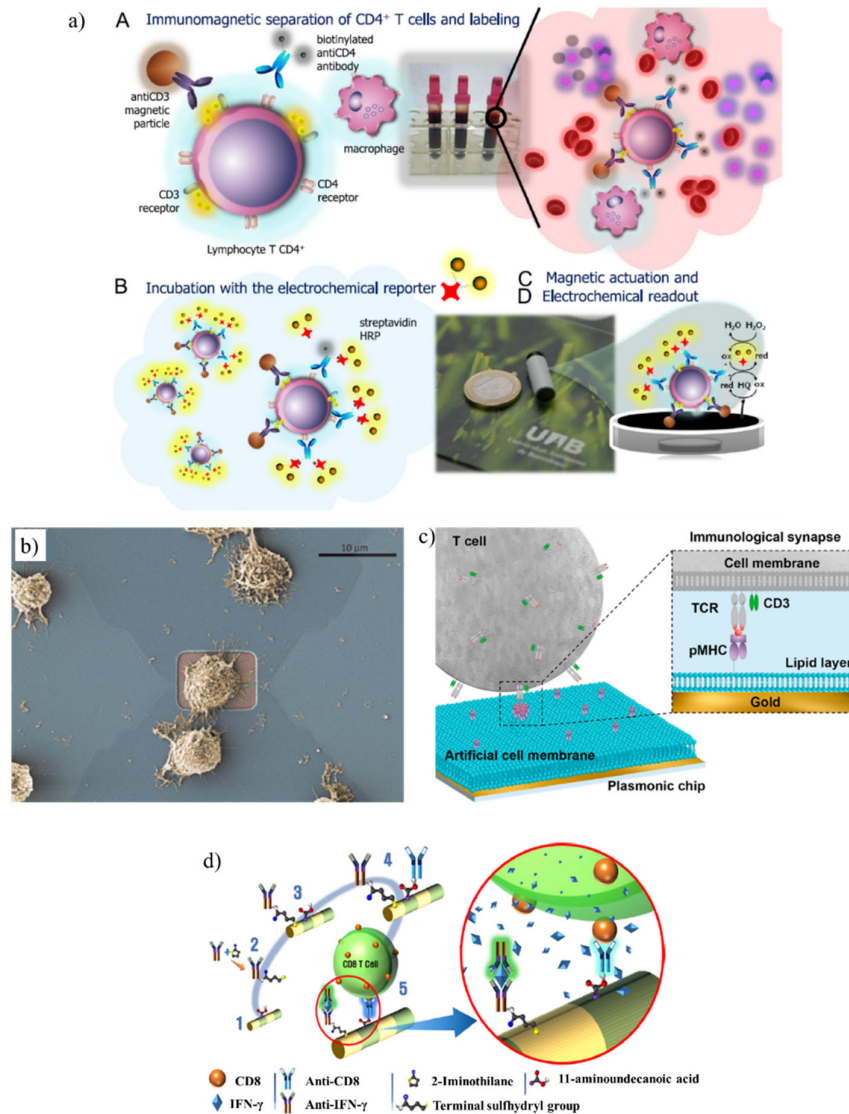 a)
A Immunomagnetic separation of CD4+ T cells and labeling
biotinylated
antiCD4
antibody
antiCD3
magnetic
particle
macrophage
CD3
receptor
CD4
receptor
Lymphocyte T CD4+
B Incubation with the electrochemical reporter
streptavidin
HRP
C Magnetic actuation and
D Electrochemical readout
H₂O H₂O₂
ox red
red HQ ox
UAB
b)
10 µm
c)
T cell
Immunological synapse
Cell membrane
TCR
CD3
pMHC
Lipid layer
Gold
Artificial cell membrane
Plasmonic chip
d)
1
2
3
4
5
CD8 T Cell
CD8
Anti-CD8
2-Iminothilane
11-aminoundecanoic acid
IFN-γ
Anti-IFN-γ
Terminal sulfhydryl group